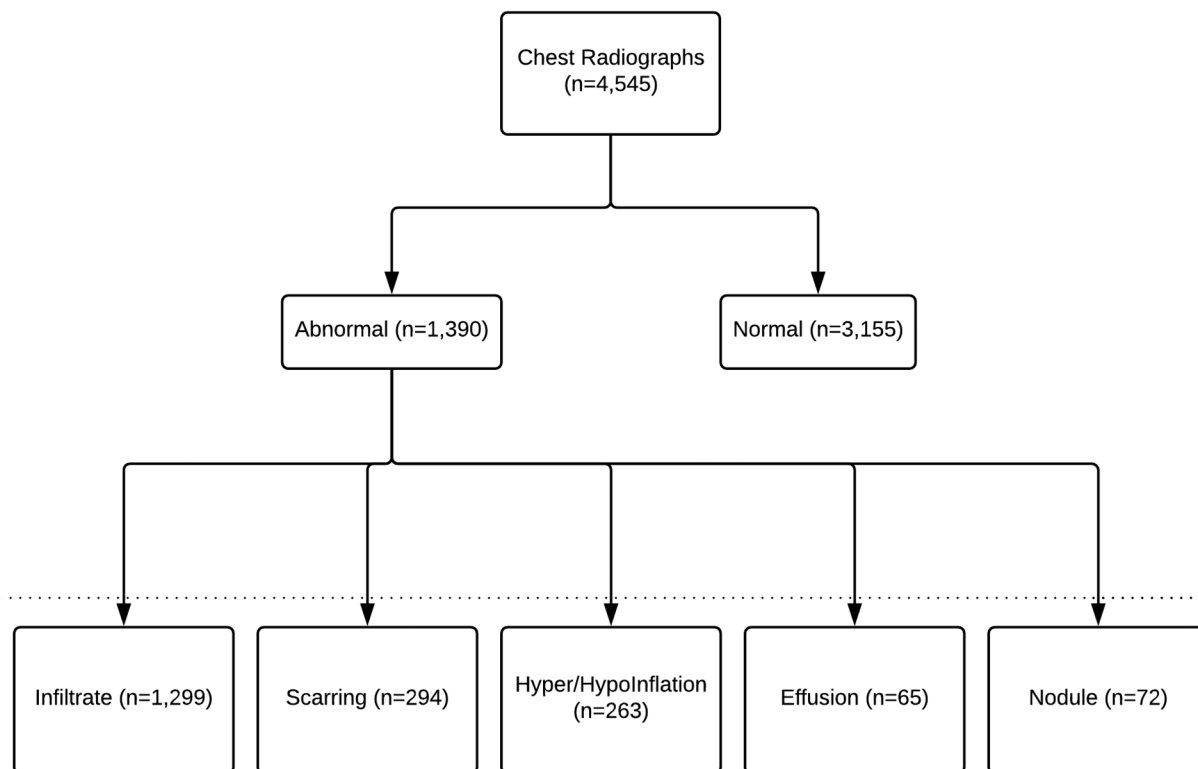 Chest Radiographs
(n=4,545)
Abnormal (n=1,390)
Normal (n=3,155)
Infiltrate (n=1,299)
Scarring (n=294)
Hyper/HypoInflation
(n=263)
Effusion (n=65)
Nodule (n=72)